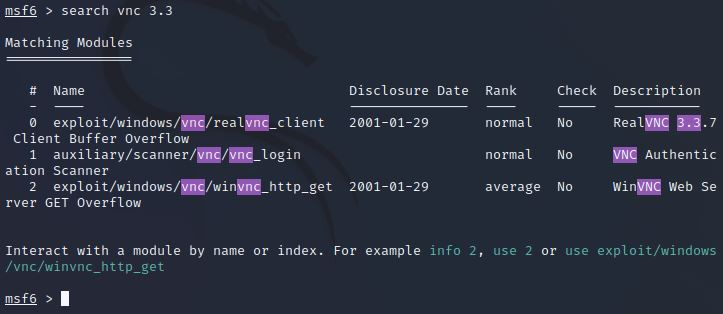 msf6 > search vnc 3.3
Matching Modules
================
#  Name                                 Disclosure Date  Rank     Check  Description
-  ----                                 ---------------  ----     -----  -----------
0  exploit/windows/vnc/realvnc_client   2001-01-29       normal   No     RealVNC 3.3.7
 Client Buffer Overflow
1  auxiliary/scanner/vnc/vnc_login                       normal   No     VNC Authentic
ation Scanner
2  exploit/windows/vnc/winvnc_http_get  2001-01-29       average  No     WinVNC Web Se
rver GET Overflow
Interact with a module by name or index. For example info 2, use 2 or use exploit/windows
/vnc/winvnc_http_get
msf6 >